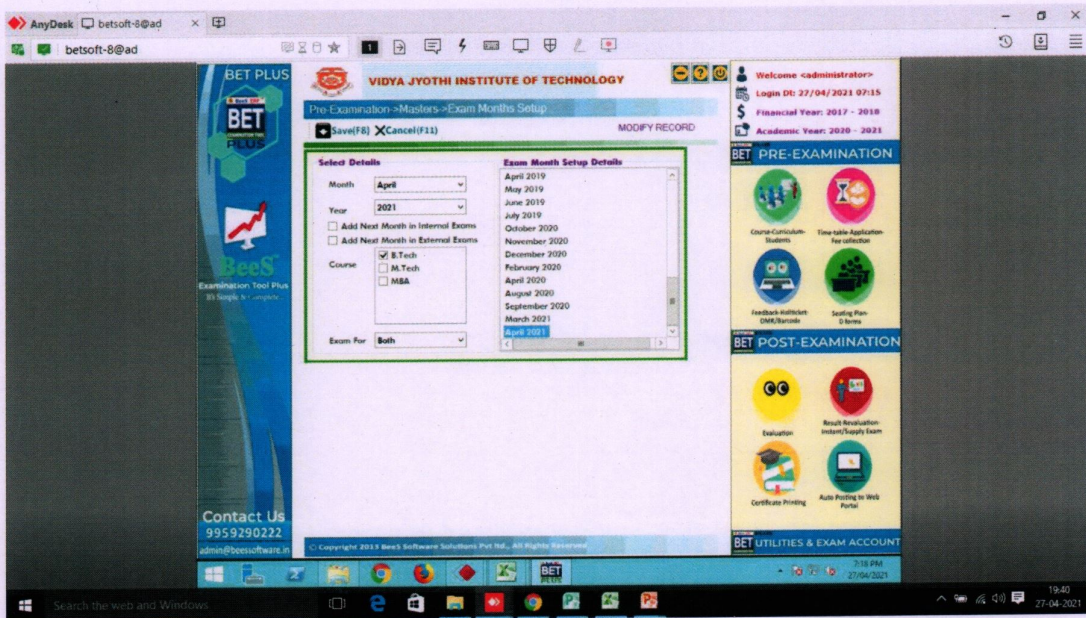 AnyDesk betsoft-8@ad
betsoft-8@ad
1
BET PLUS
BET
PLUS
BeeS
Examination Tool Plus
Contact Us
9959290222
admin@beessoftware.in
VIDYA JYOTHI INSTITUTE OF TECHNOLOGY
Pre-Examination->Masters->Exam Months Setup
Save(F8) Cancel(F11)
MODIFY RECORD
Select Details
Month April
Year 2021
Add Next Month in Internal Exams
Add Next Month in External Exams
Course
B.Tech
M.Tech
MBA
Exam For Both
Exam Month Setup Details
April 2019
May 2019
June 2019
July 2019
October 2020
November 2020
December 2020
February 2020
April 2020
August 2020
September 2020
March 2021
April 2021
© Copyright 2013 BeeS Software Solutions Pvt ltd., All Rights Reserved
Welcome <administrator>
Login Dt: 27/04/2021 07:15
Financial Year: 2017 - 2018
Academic Year: 2020 - 2021
BET PRE-EXAMINATION
Course-Curriculum-
Students
Time-table-Application-
Fee collection
Feedback-Hallticket-
OMR/Barcode
Seating Plan-
D-forms
BET POST-EXAMINATION
Evaluation
Result-Revaluation-
Instant/Supply Exam
Certificate Printing
Auto Posting to Web
Portal
BET UTILITIES & EXAM ACCOUNT
BET
PLUS
7:18 PM
27/04/2021
Search the web and Windows
19:40
27-04-2021